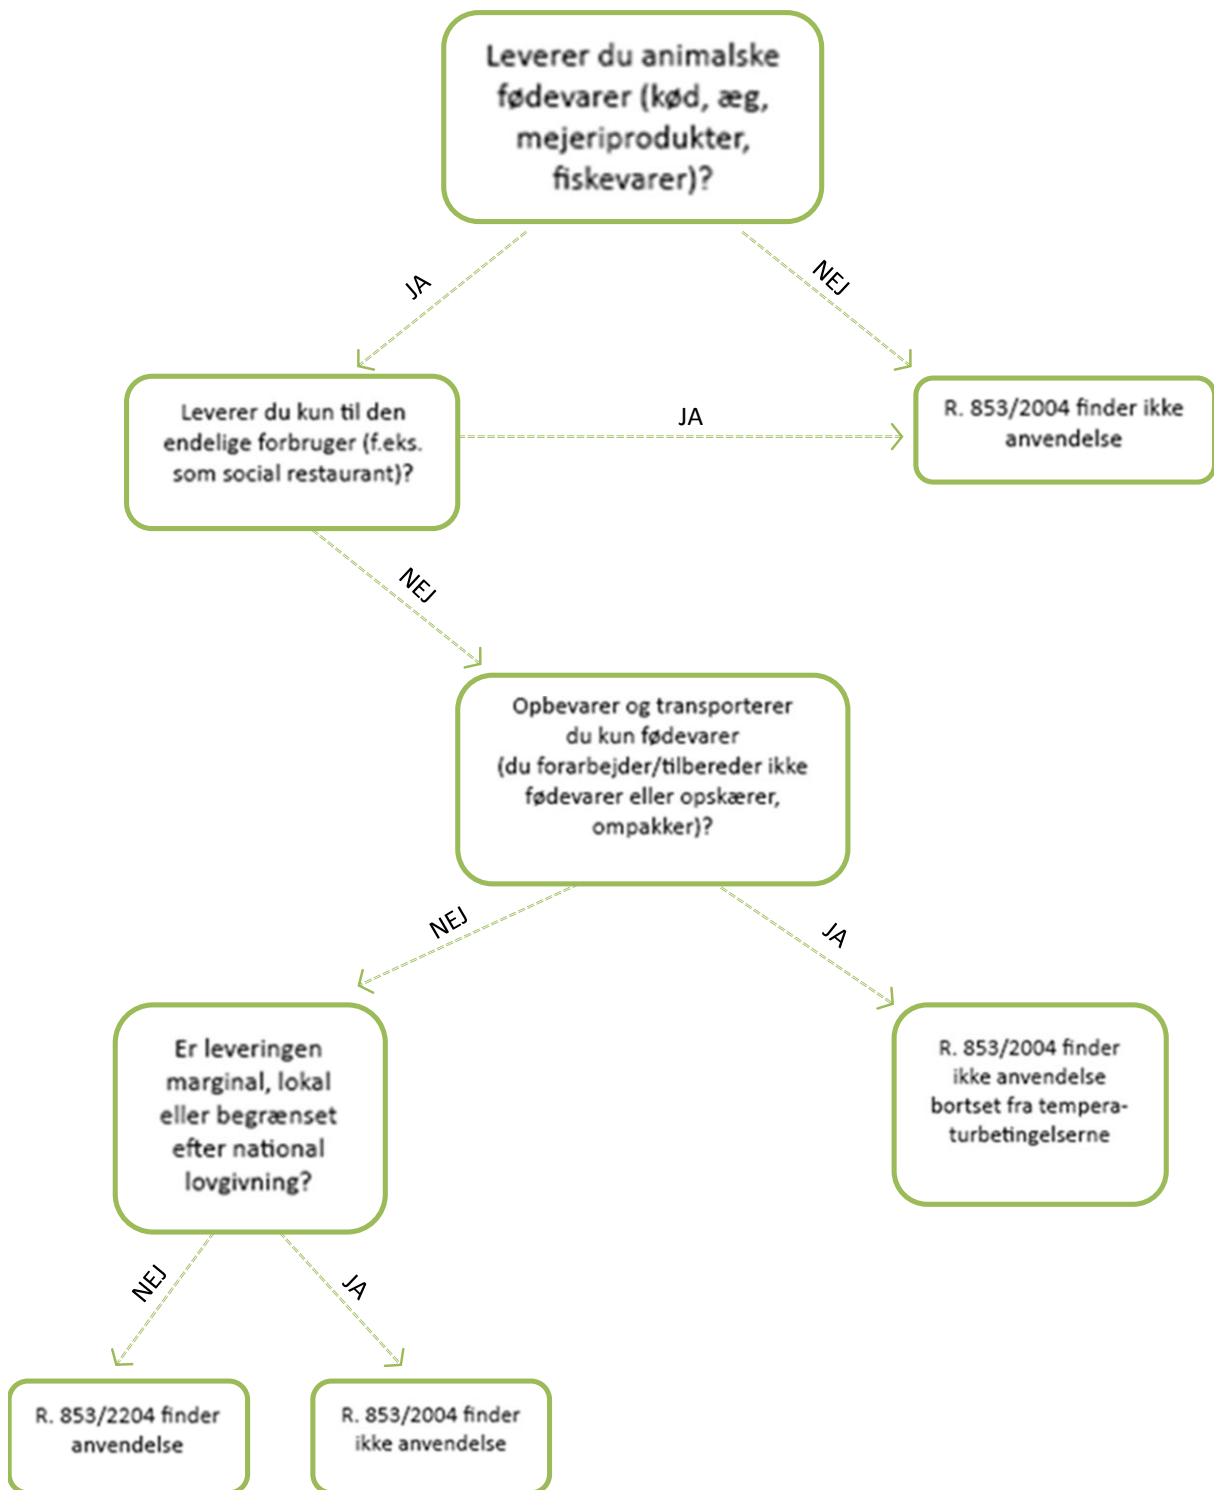 Leverer du animalske
fødevarer (kød, æg,
mejeriprodukter,
fiskevarer)?
JA
NEJ
Leverer du kun til den
endelige forbruger (f.eks.
som social restaurant)?
JA
R. 853/2004 finder ikke
anvendelse
NEJ
Opbevarer og transporterer
du kun fødevarer
(du forarbejder/tilbereder ikke
fødevarer eller opskærer,
ompakker)?
NEJ
JA
Er leveringen
marginal, lokal
eller begrænset
efter national
lovgivning?
R. 853/2004 finder
ikke anvendelse
bortset fra tempera-
turbetingelserne
NEJ
JA
R. 853/2204 finder
anvendelse
R. 853/2004 finder
ikke anvendelse